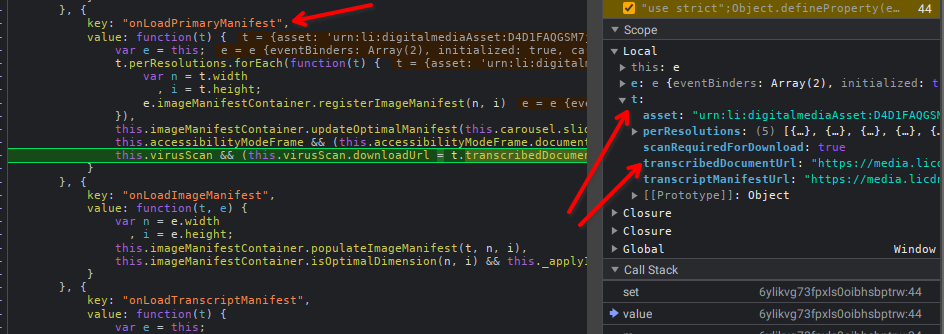 }, {
key: "onLoadPrimaryManifest",
value: function(t) { t = {asset: 'urn:li:digitalmediaAsset:D4D1FAQGSM7
var e = this; e = e {eventBinders: Array(2), initialized: true, ca
t.perResolutions.forEach(function(t) { t = {asset: 'urn:li:digital
var n = t.width
, i = t.height;
e.imageManifestContainer.registerImageManifest(n, i) e = e {eve
}),
this.imageManifestContainer.updateOptimalManifest(this.carousel.slid
this.accessibilityModeFrame && (this.accessibilityModeFrame.document
this.virusScan && (this.virusScan.downloadUrl = t.transcribedDocumen
}
}, {
key: "onLoadImageManifest",
value: function(t, e) {
var n = e.width
, i = e.height;
this.imageManifestContainer.populateImageManifest(t, n, i),
this.imageManifestContainer.isOptimalDimension(n, i) && this._applyI
}
}, {
key: "onLoadTranscriptManifest",
value: function(t) {
var e = this;
"use strict";Object.defineProperty(e… 44
Scope
Local
this: e
e: e {eventBinders: Array(2), initialized: t
t:
asset: "urn:li:digitalmediaAsset:D4D1FAQGS
perResolutions: (5) [{…}, {…}, {…}, {…}, {
scanRequiredForDownload: true
transcribedDocumentUrl: "https://media.lic
transcriptManifestUrl: "https://media.licd
[[Prototype]]: Object
Closure
Closure
Global Window
Call Stack
set 6ylikvg73fpxls0oibhsbptrw:44
value 6ylikvg73fpxls0oibhsbptrw:44